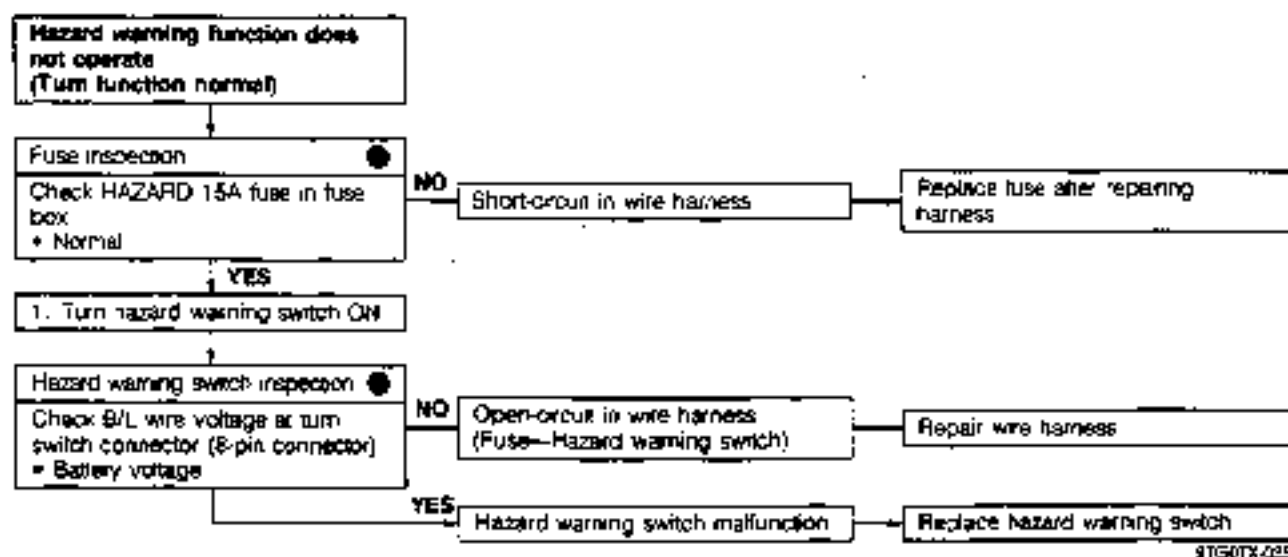 Hazard warning function does
not operate
(Turn function normal)
Fuse inspection
Check HAZARD 15A fuse in fuse
box
• Normal
NO
Short-circuit in wire harness
Replace fuse after repairing
harness
YES
1. Turn hazard warning switch ON
Hazard warning switch inspection
Check B/L wire voltage at turn
switch connector (8-pin connector)
• Battery voltage
NO
Open-circuit in wire harness
(Fuse—Hazard warning switch)
Repair wire harness
YES
Hazard warning switch malfunction
Replace hazard warning switch